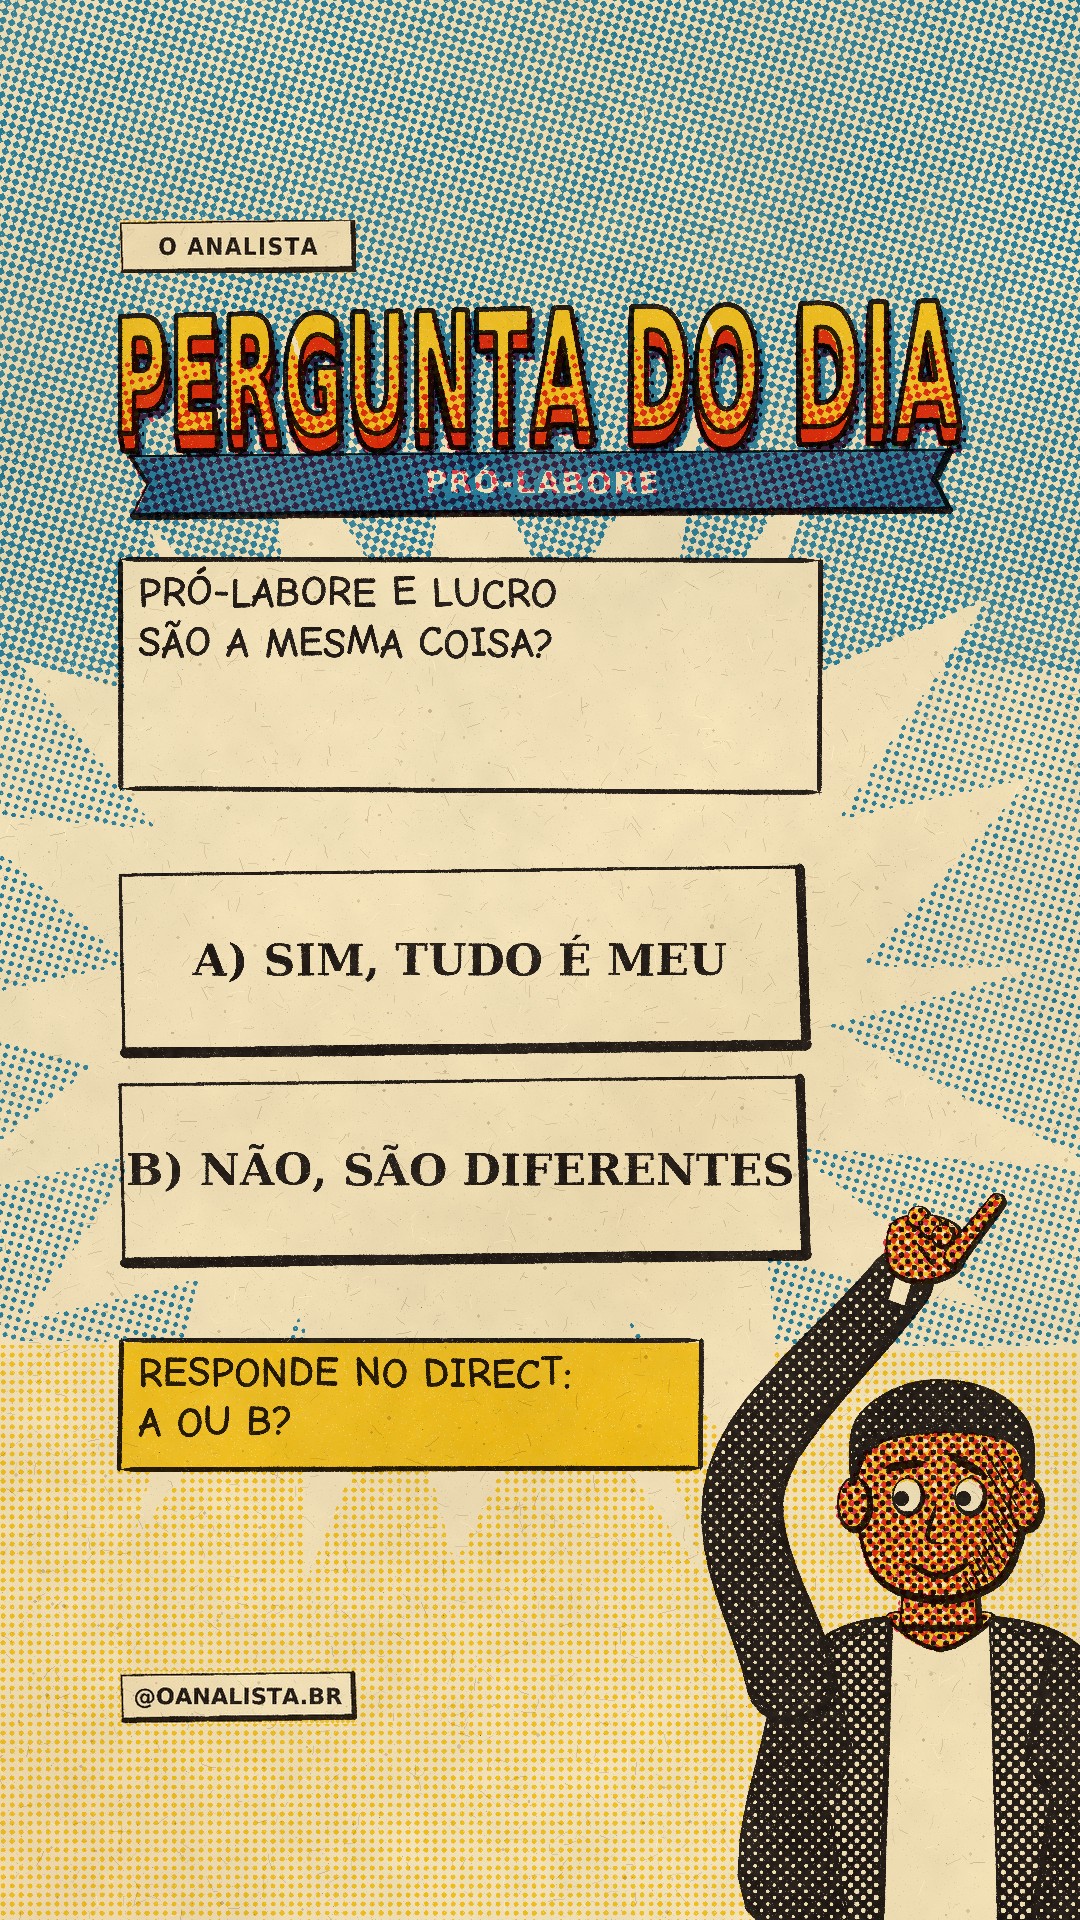 O ANALISTA
PERGUNTA DO DIA
PRÓ-LABORE
PRÓ-LABORE E LUCRO
SÃO A MESMA COISA?
A) SIM, TUDO É MEU
B) NÃO, SÃO DIFERENTES
RESPONDE NO DIRECT:
A OU B?
@OANALISTA.BR